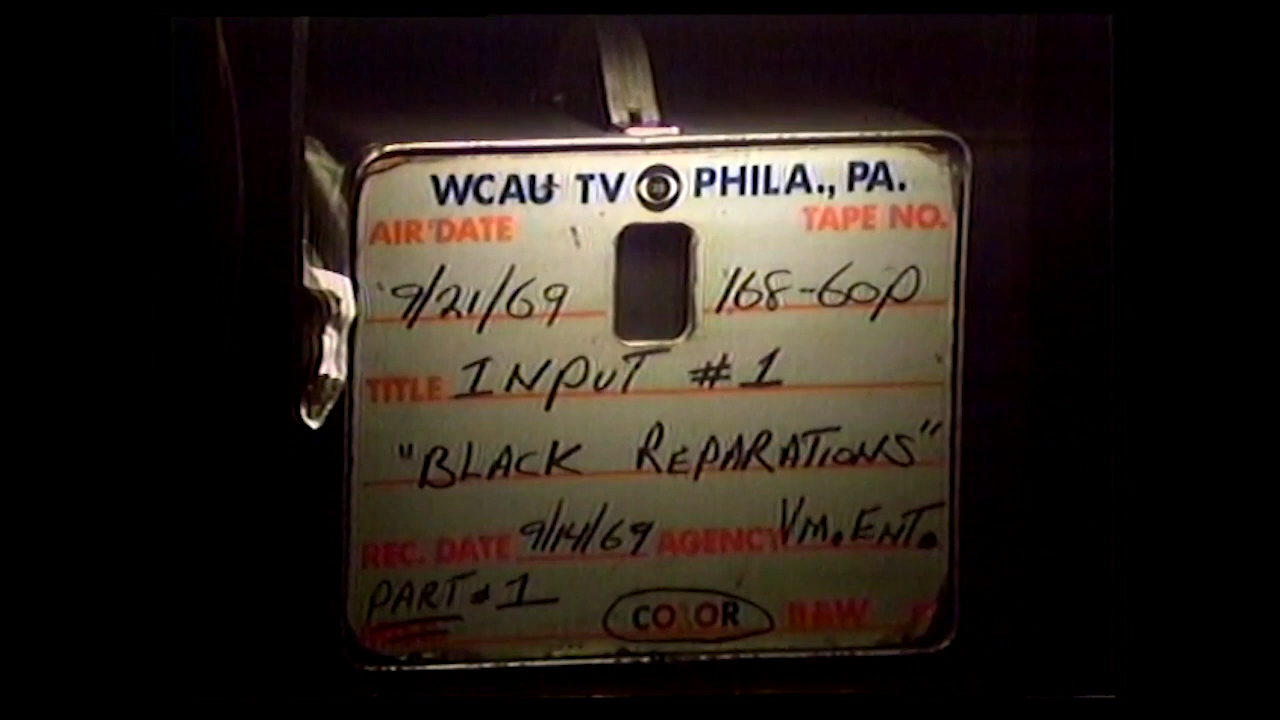 WCAU TV PHILA., PA.
AIR DATE TAPE NO.
9/21/69 168-60P
TITLE INPUT #1
"BLACK REPARATIONS"
REC. DATE 9/14/69 AGENCY VM. ENT.
PART #1
COLOR B&W